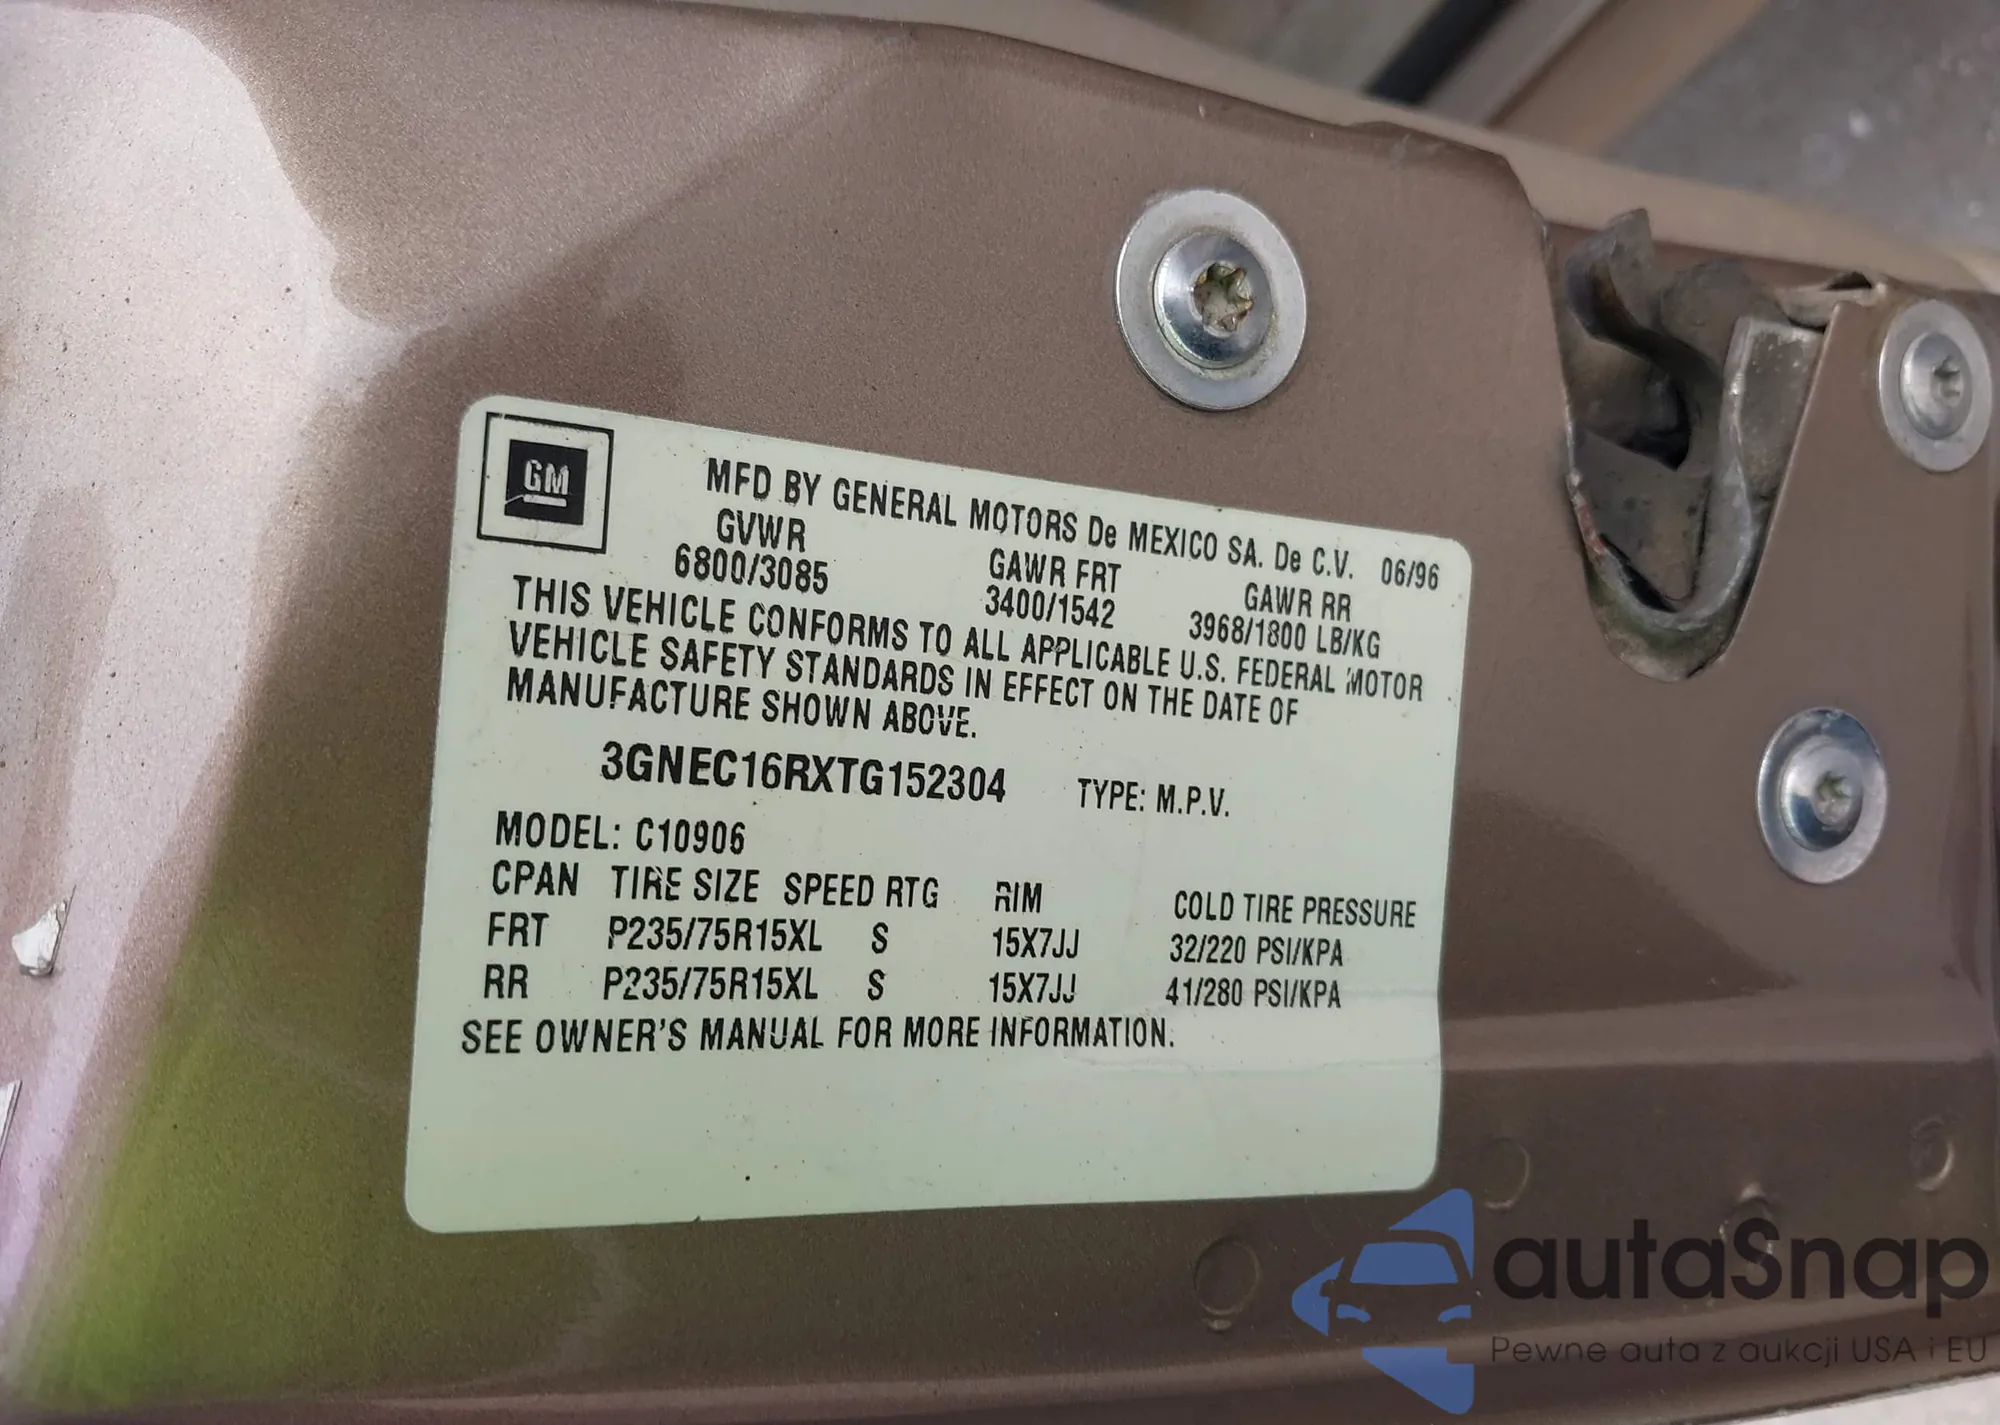 GM
MFD BY GENERAL MOTORS De MEXICO SA. De C.V. 06/96
GVWR GAWR FRT GAWR RR
6800/3085 3400/1542 3968/1800 LB/KG
THIS VEHICLE CONFORMS TO ALL APPLICABLE U.S. FEDERAL MOTOR
VEHICLE SAFETY STANDARDS IN EFFECT ON THE DATE OF
MANUFACTURE SHOWN ABOVE.
3GNEC16RXTG152304 TYPE: M.P.V.
MODEL: C10906
CPAN TIRE SIZE SPEED RTG RIM COLD TIRE PRESSURE
FRT P235/75R15XL S 15X7JJ 32/220 PSI/KPA
RR P235/75R15XL S 15X7JJ 41/280 PSI/KPA
SEE OWNER'S MANUAL FOR MORE INFORMATION.
autaSnap
Pewne auta z aukcji USA i EU